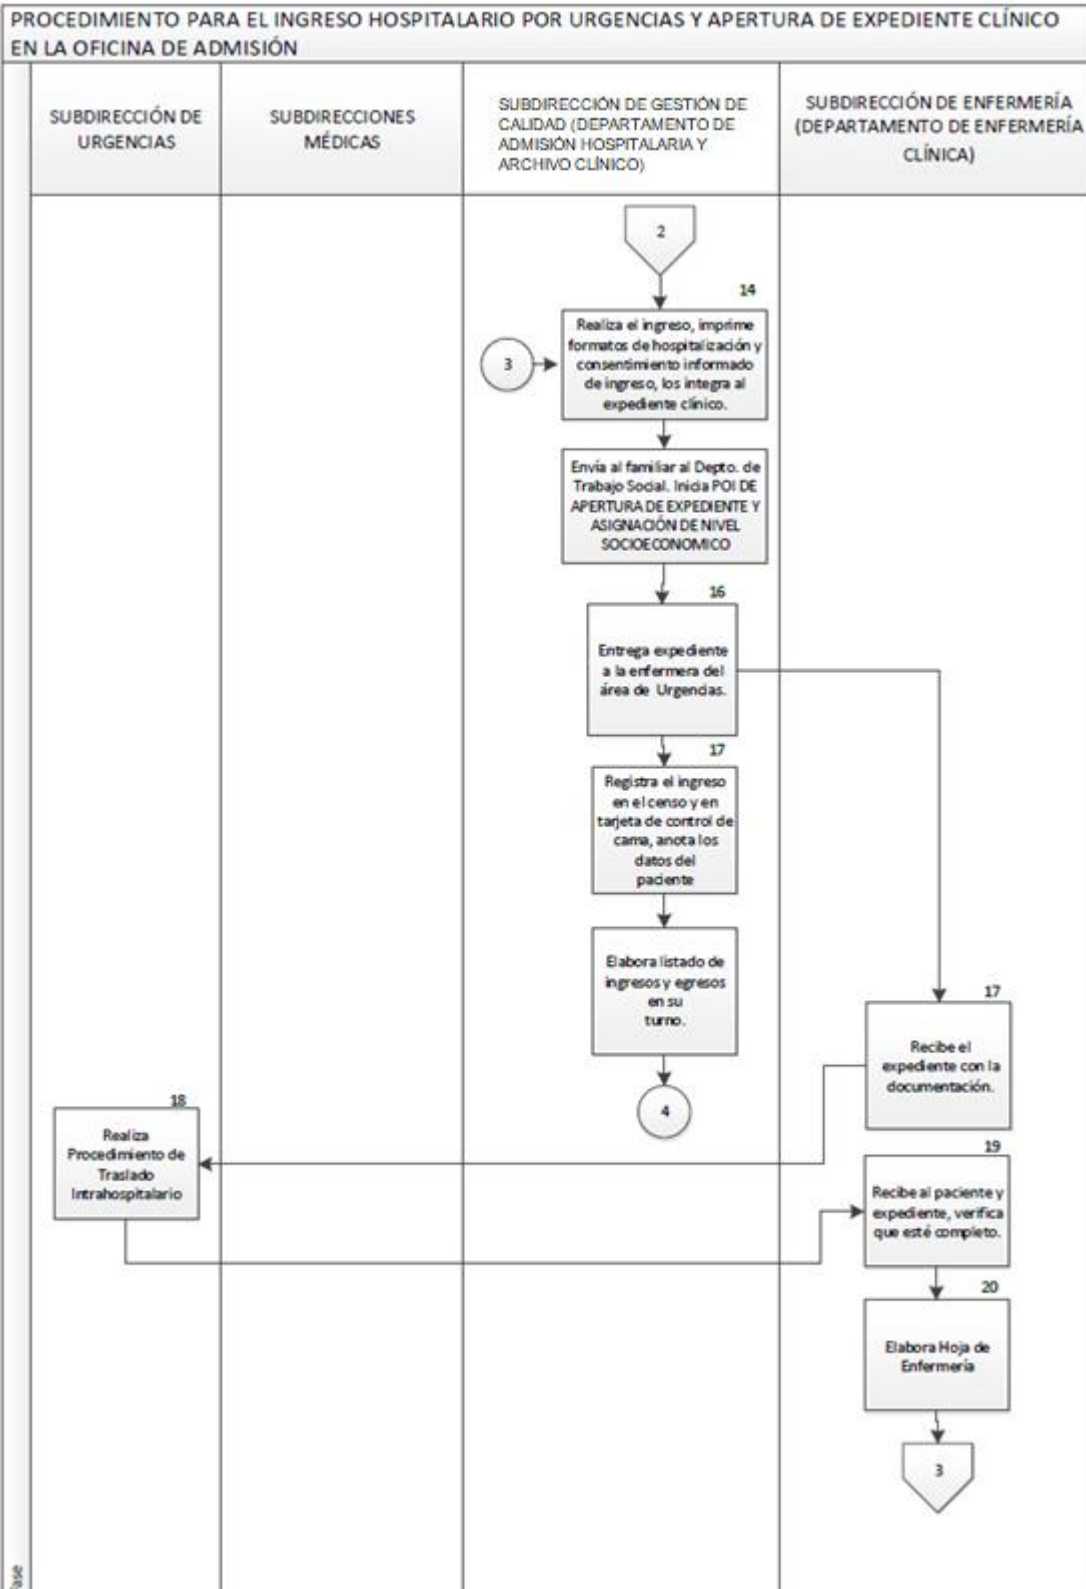 PROCEDIMIENTO PARA EL INGRESO HOSPITALARIO POR URGENCIAS Y APERTURA DE EXPEDIENTE CLÍNICO
EN LA OFICINA DE ADMISIÓN
SUBDIRECCIÓN DE
URGENCIAS
SUBDIRECCIONES
MÉDICAS
SUBDIRECCIÓN DE GESTIÓN DE
CALIDAD (DEPARTAMENTO DE
ADMISIÓN HOSPITALARIA Y
ARCHIVO CLÍNICO)
SUBDIRECCIÓN DE ENFERMERÍA
(DEPARTAMENTO DE ENFERMERÍA
CLÍNICA)
2
14
Realiza el ingreso, imprime
formatos de hospitalización y
consentimiento informado
de ingreso, los integra al
expediente clínico.
3
Envía al familiar al Depto. de
Trabajo Social. Inicia POI DE
APERTURA DE EXPEDIENTE Y
ASIGNACIÓN DE NIVEL
SOCIOECONOMICO
16
Entrega expediente
a la enfermera del
área de Urgencias.
17
Registra el ingreso
en el censo y en
tarjeta de control de
cama, anota los
datos del
paciente
Elabora listado de
ingresos y egresos
en su
turno.
4
17
Recibe el
expediente con la
documentación.
18
Realiza
Procedimiento de
Traslado
Intrahospitalario
19
Recibe al paciente y
expediente, verifica
que esté completo.
20
Elabora Hoja de
Enfermería
3